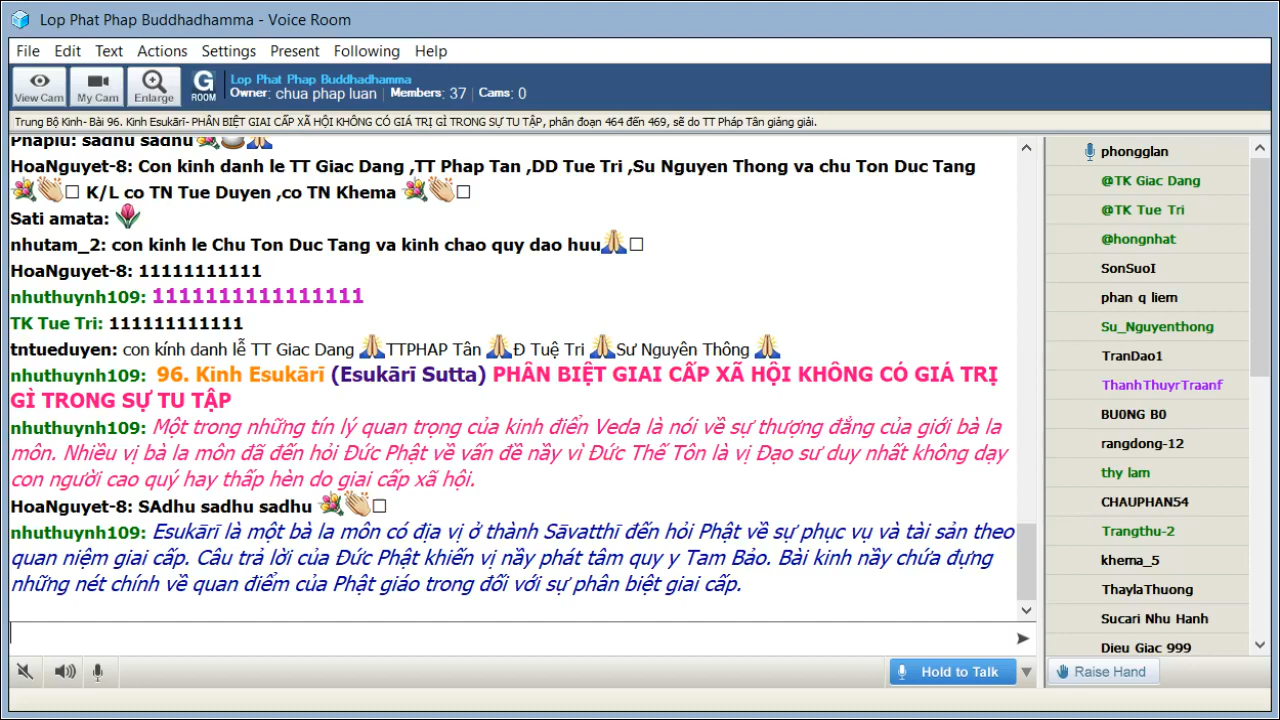 Lop Phat Phap Buddhadhamma - Voice Room
File Edit Text Actions Settings Present Following Help
View Cam My Cam Enlarge G ROOM
Lop Phat Phap Buddhadhamma
Owner: chua phap luan Members: 37 Cams: 0
Trung Bộ Kinh- Bài 96. Kinh Esukārī- PHÂN BIỆT GIAI CẤP XÃ HỘI KHÔNG CÓ GIÁ TRỊ GÌ TRONG SỰ TU TẬP, phân đoạn 464 đến 469, sẽ do TT Pháp Tân giảng giải.
Phaplu: sadhu sadhu
HoaNguyet-8: Con kinh danh le TT Giac Dang ,TT Phap Tan ,DD Tue Tri ,Su Nguyen Thong va chu Ton Duc Tang
K/L co TN Tue Duyen ,co TN Khema
Sati amata:
nhutam_2: con kinh le Chu Ton Duc Tang va kinh chao quy dao huu
HoaNguyet-8: 11111111111
nhuthuynh109: 1111111111111111
TK Tue Tri: 111111111111
tntueduyen: con kính danh lễ TT Giac Dang TTPHAP Tân Đ Tuệ Tri Sư Nguyên Thông
nhuthuynh109: 96. Kinh Esukārī (Esukārī Sutta) PHÂN BIỆT GIAI CẤP XÃ HỘI KHÔNG CÓ GIÁ TRỊ
GÌ TRONG SỰ TU TẬP
nhuthuynh109: Một trong những tín lý quan trọng của kinh điển Veda là nói về sự thượng đẳng của giới bà la
môn. Nhiều vị bà la môn đã đến hỏi Đức Phật về vấn đề nầy vì Đức Thế Tôn là vị Đạo sư duy nhất không dạy
con người cao quý hay thấp hèn do giai cấp xã hội.
HoaNguyet-8: SAdhu sadhu sadhu
nhuthuynh109: Esukārī là một bà la môn có địa vị ở thành Sāvatthī đến hỏi Phật về sự phục vụ và tài sản theo
quan niệm giai cấp. Câu trả lời của Đức Phật khiến vị nầy phát tâm quy y Tam Bảo. Bài kinh nầy chứa đựng
những nét chính về quan điểm của Phật giáo trong đối với sự phân biệt giai cấp.
Hold to Talk
phongglan
@TK Giac Dang
@TK Tue Tri
@hongnhat
SonSuoI
phan q liem
Su_Nguyenthong
TranDao1
ThanhThuyrTraanf
BU0NG B0
rangdong-12
thy lam
CHAUPHAN54
Trangthu-2
khema_5
ThaylaThuong
Sucari Nhu Hanh
Dieu Giac 999
Raise Hand